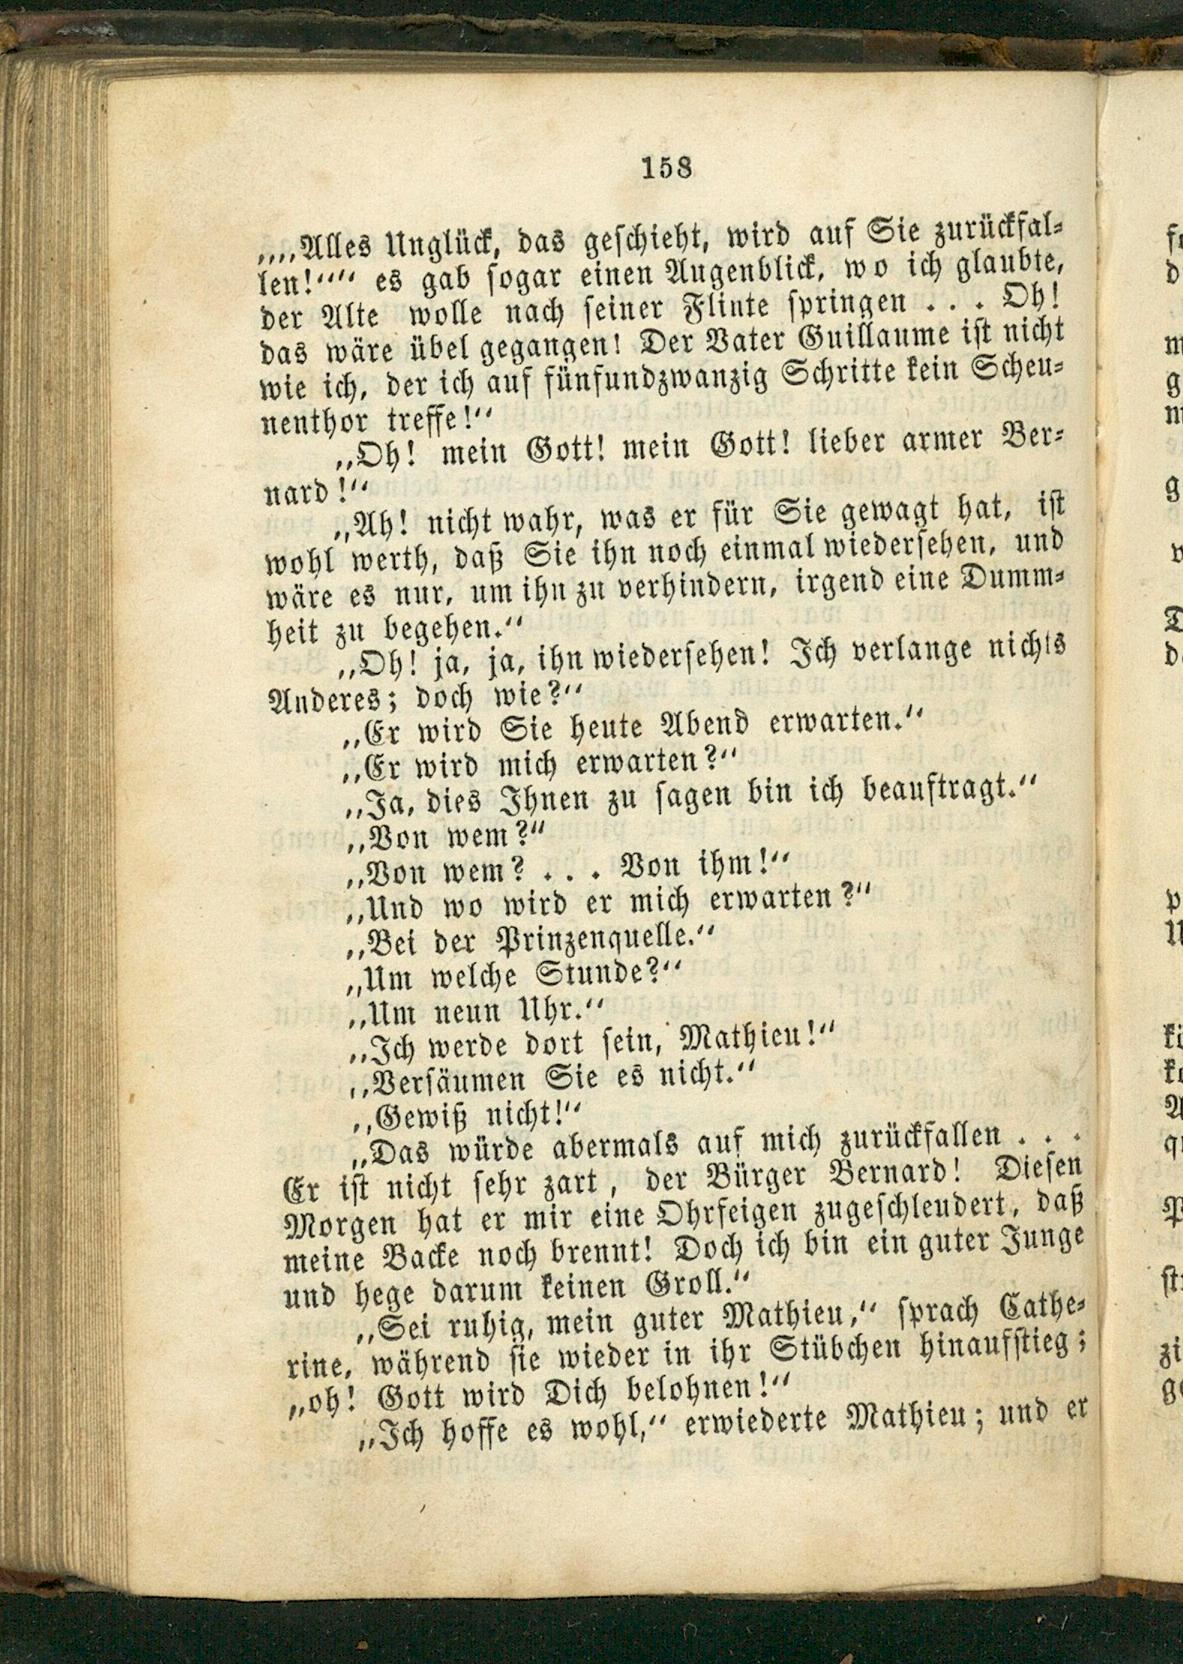 158
„„Alles Unglück, das geschieht, wird auf Sie zurückfal-
len!"" es gab sogar einen Augenblick, wo ich glaubte,
der Alte wolle nach seiner Flinte springen . . . Oh!
das wäre übel gegangen! Der Vater Guillaume ist nicht
wie ich, der ich auf fünfundzwanzig Schritte kein Scheu-
nenthor treffe!"
„Oh! mein Gott! mein Gott! lieber armer Ber-
nard!"
„Ah! nicht wahr, was er für Sie gewagt hat, ist
wohl werth, daß Sie ihn noch einmal wiedersehen, und
wäre es nur, um ihn zu verhindern, irgend eine Dumm-
heit zu begehen."
„Oh! ja, ja, ihn wiedersehen! Ich verlange nichts
Anderes; doch wie?"
„Er wird Sie heute Abend erwarten."
„Er wird mich erwarten?"
„Ja, dies Ihnen zu sagen bin ich beauftragt."
„Von wem?"
„Von wem? . . . Von ihm!"
„Und wo wird er mich erwarten?"
„Bei der Prinzenquelle."
„Um welche Stunde?"
„Um neun Uhr."
„Ich werde dort sein, Mathieu!"
„Versäumen Sie es nicht."
„Gewiß nicht!"
„Das würde abermals auf mich zurückfallen . . .
Er ist nicht sehr zart, der Bürger Bernard! Diesen
Morgen hat er mir eine Ohrfeigen zugeschleudert, daß
meine Backe noch brennt! Doch ich bin ein guter Junge
und hege darum keinen Groll."
„Sei ruhig, mein guter Mathieu," sprach Cathe-
rine, während sie wieder in ihr Stübchen hinaufstieg;
„oh! Gott wird Dich belohnen!"
„Ich hoffe es wohl," erwiederte Mathieu; und er